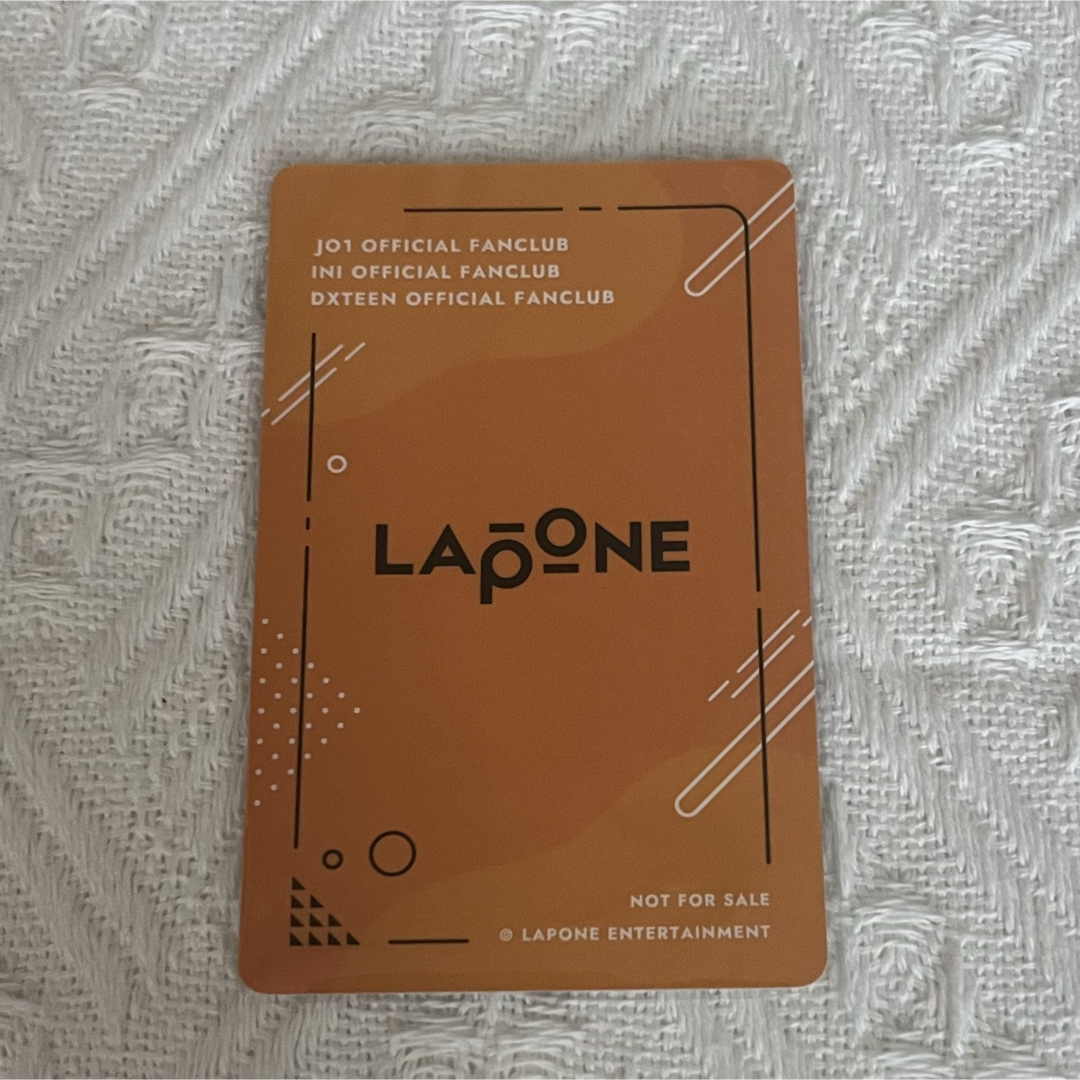 JO1 OFFICIAL FANCLUB
INI OFFICIAL FANCLUB
DXTEEN OFFICIAL FANCLUB
LAPONE
NOT FOR SALE
© LAPONE ENTERTAINMENT